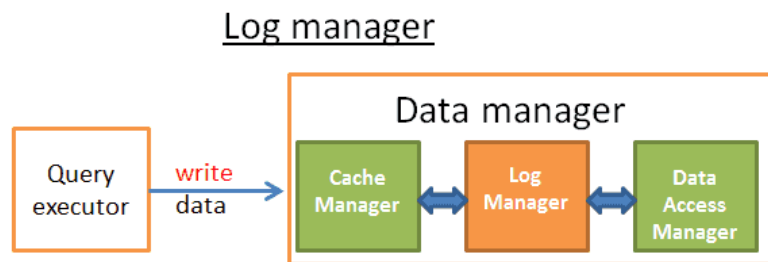 Log manager
Data manager
Query
executor
write
data
Cache
Manager
Log
Manager
Data
Access
Manager